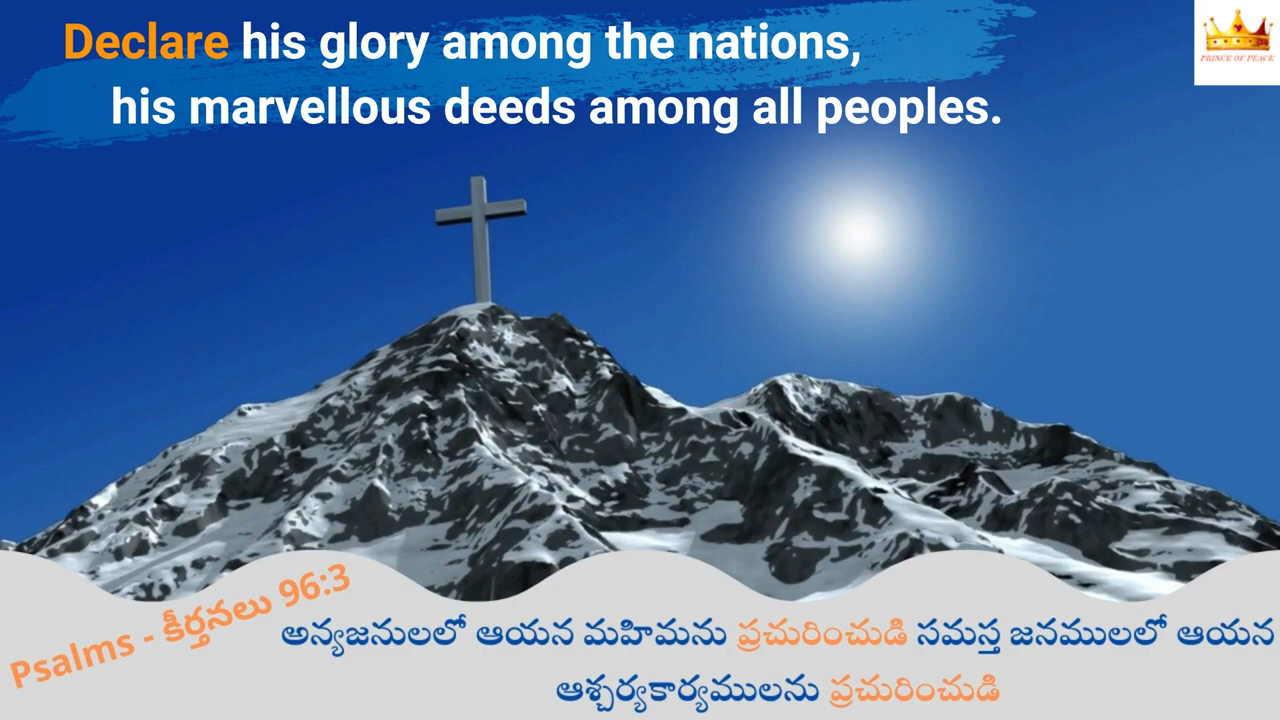 Declare his glory among the nations,
his marvellous deeds among all peoples.
PRINCE OF PEACE
Psalms - కీర్తనలు 96:3
అన్యజనులలో ఆయన మహిమను ప్రచురించుడి సమస్త జనములలో ఆయన
ఆశ్చర్యకార్యములను ప్రచురించుడి